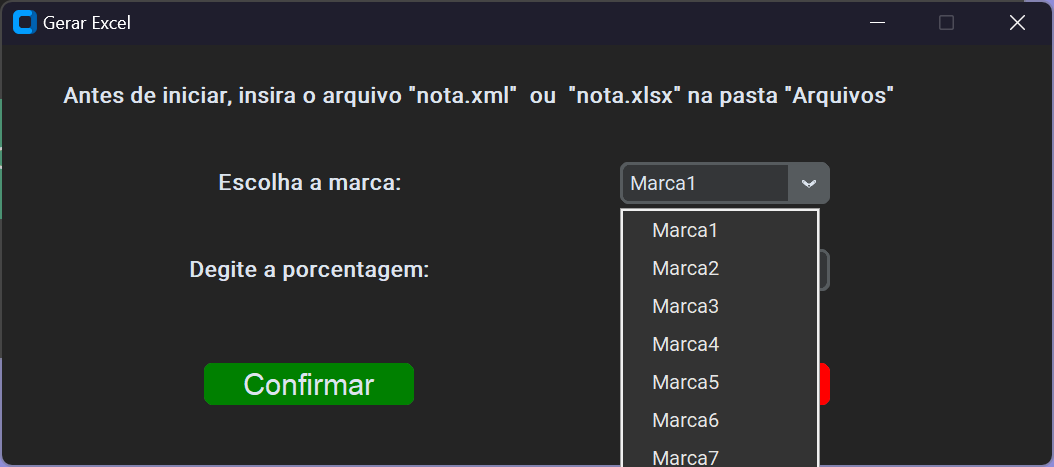 Gerar Excel
Antes de iniciar, insira o arquivo "nota.xml"  ou  "nota.xlsx" na pasta "Arquivos"
Escolha a marca:
Marca1
Marca1
Marca2
Degite a porcentagem:
Marca3
Marca4
Marca5
Confirmar
Marca6
Marca7